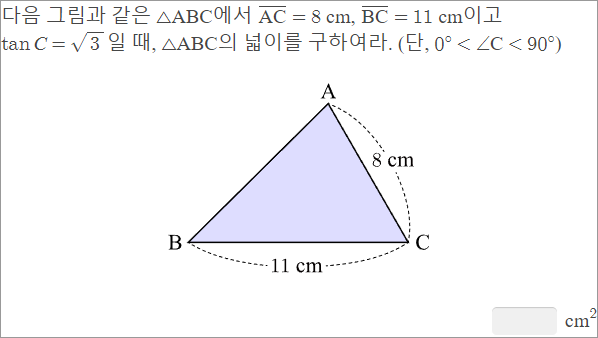 다음 그림과 같은 △ABC에서 A̅C̅ = 8 cm, B̅C̅ = 11 cm이고
tan C = √3 일 때, △ABC의 넓이를 구하여라. (단, 0° < ∠C < 90°)
A
8 cm
B
C
11 cm
cm²